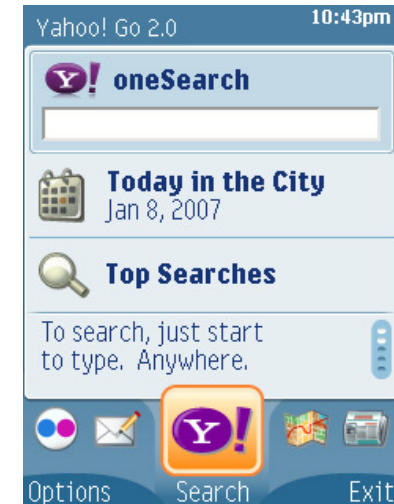 Yahoo! Go 2.0 10:43pm
Y! oneSearch
Today in the City
Jan 8, 2007
Top Searches
To search, just start
to type. Anywhere.
Y!
Options Search Exit